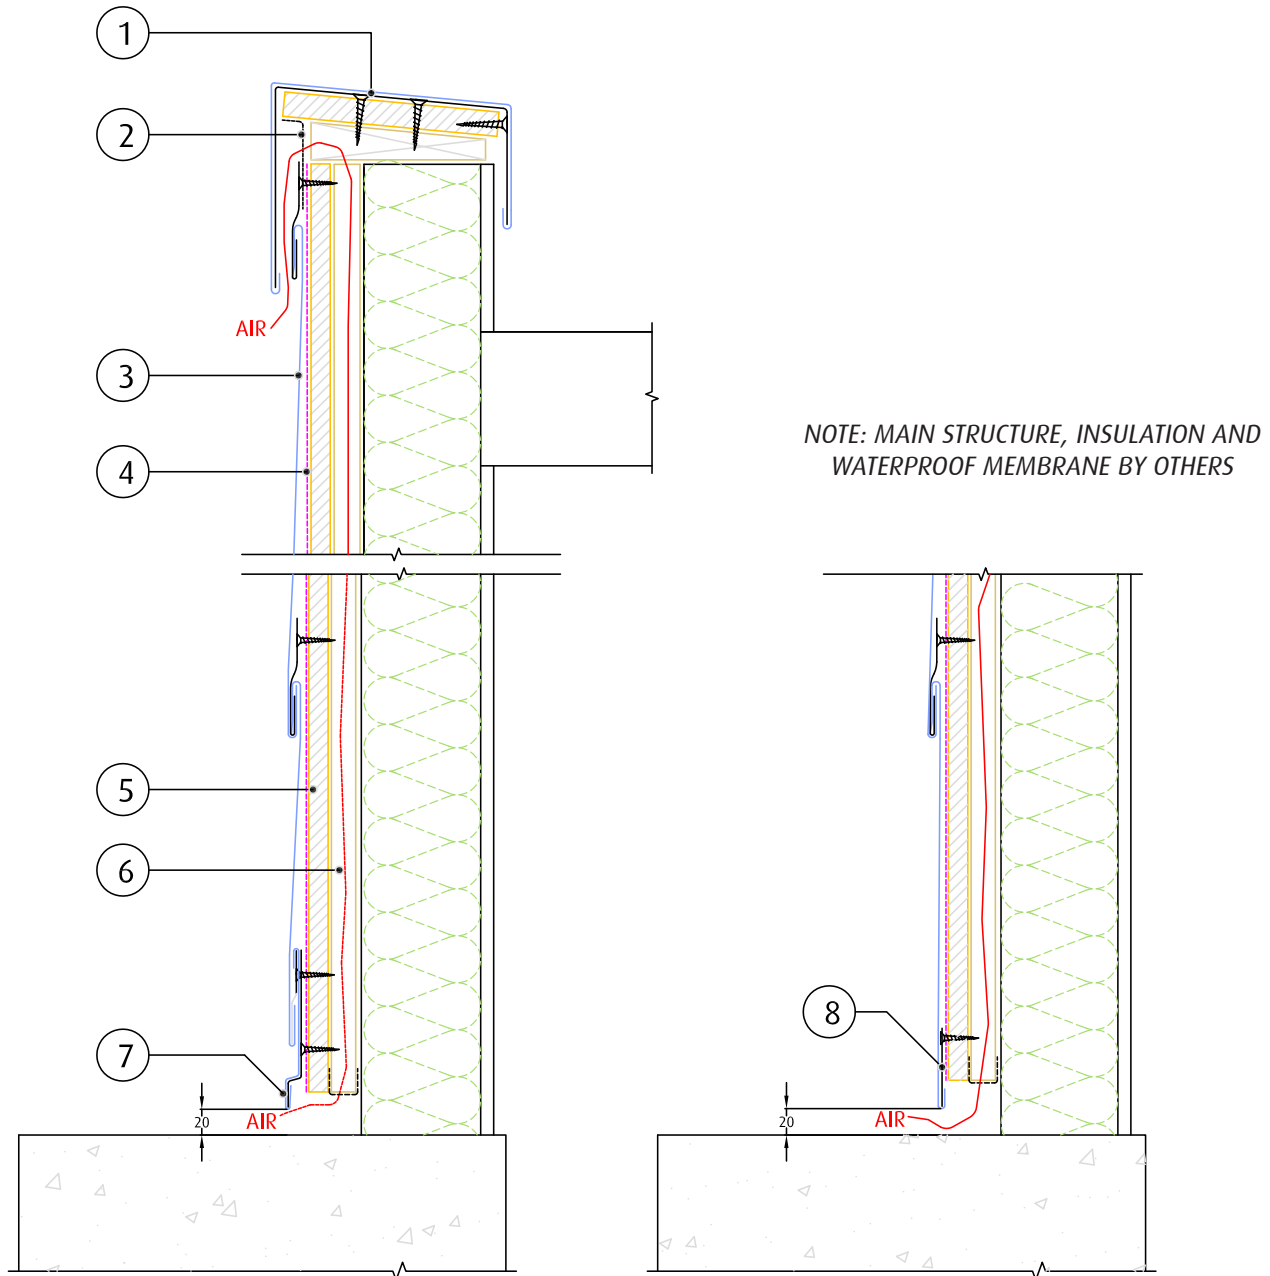 1
2
AIR
3
4
NOTE: MAIN STRUCTURE, INSULATION AND
WATERPROOF MEMBRANE BY OTHERS
5
6
7
8
20
AIR
20
AIR